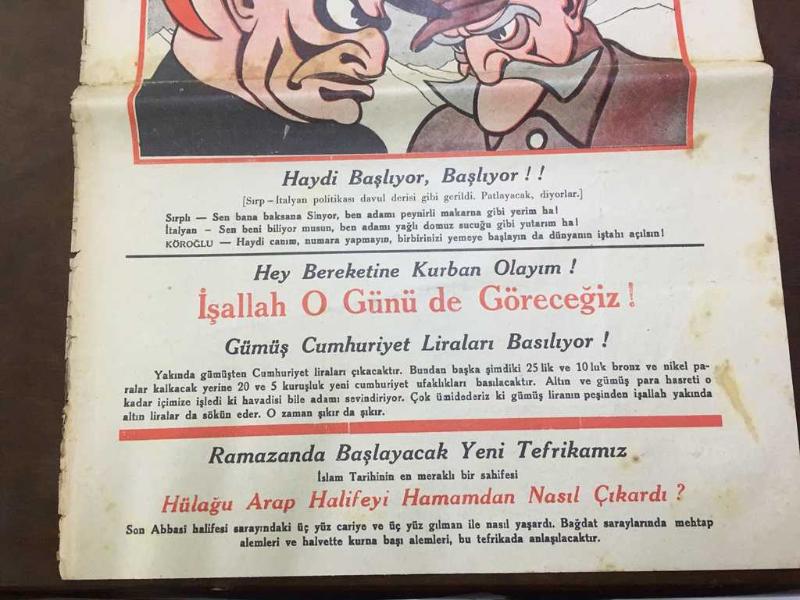 Haydi Başlıyor, Başlıyor ! !
[Sırp – İtalyan politikası davul derisi gibi gerildi. Patlayacak, diyorlar.]
Sırplı — Sen bana baksana Sinyor, ben adamı peynirli makarna gibi yerim ha!
İtalyan – Sen beni biliyor musun, ben adamı yağlı domuz sucuğu gibi yutarım ha!
KÖROĞLU — Haydi canım, numara yapmayın, birbirinizi yemeye başlayın da dünyanın iştahı açılsın!
Hey Bereketine Kurban Olayım !
İşallah O Günü de Göreceğiz !
Gümüş Cumhuriyet Liraları Basılıyor !
Yakında gümüşten Cumhuriyet liraları çıkacaktır. Bundan başka şimdiki 25 lik ve 10 luk bronz ve nikel pa-
ralar kalkacak yerine 20 ve 5 kuruşluk yeni cumhuriyet ufaklıkları basılacaktır. Altın ve gümüş para hasreti o
kadar içimize işledi ki havadisi bile adamı sevindiriyor. Çok ümidederiz ki gümüş liranın peşinden işallah yakında
altın liralar da sökün eder. O zaman şıkır da şıkır.
Ramazanda Başlayacak Yeni Tefrikamız
İslam Tarihinin en meraklı bir sahifesi
Hülağu Arap Halifeyi Hamamdan Nasıl Çıkardı ?
Son Abbasî halifesi sarayındaki üç yüz cariye ve üç yüz gılman ile nasıl yaşardı. Bağdat saraylarında mehtap
alemleri ve halvette kurna başı alemleri, bu tefrikada anlaşılacaktır.